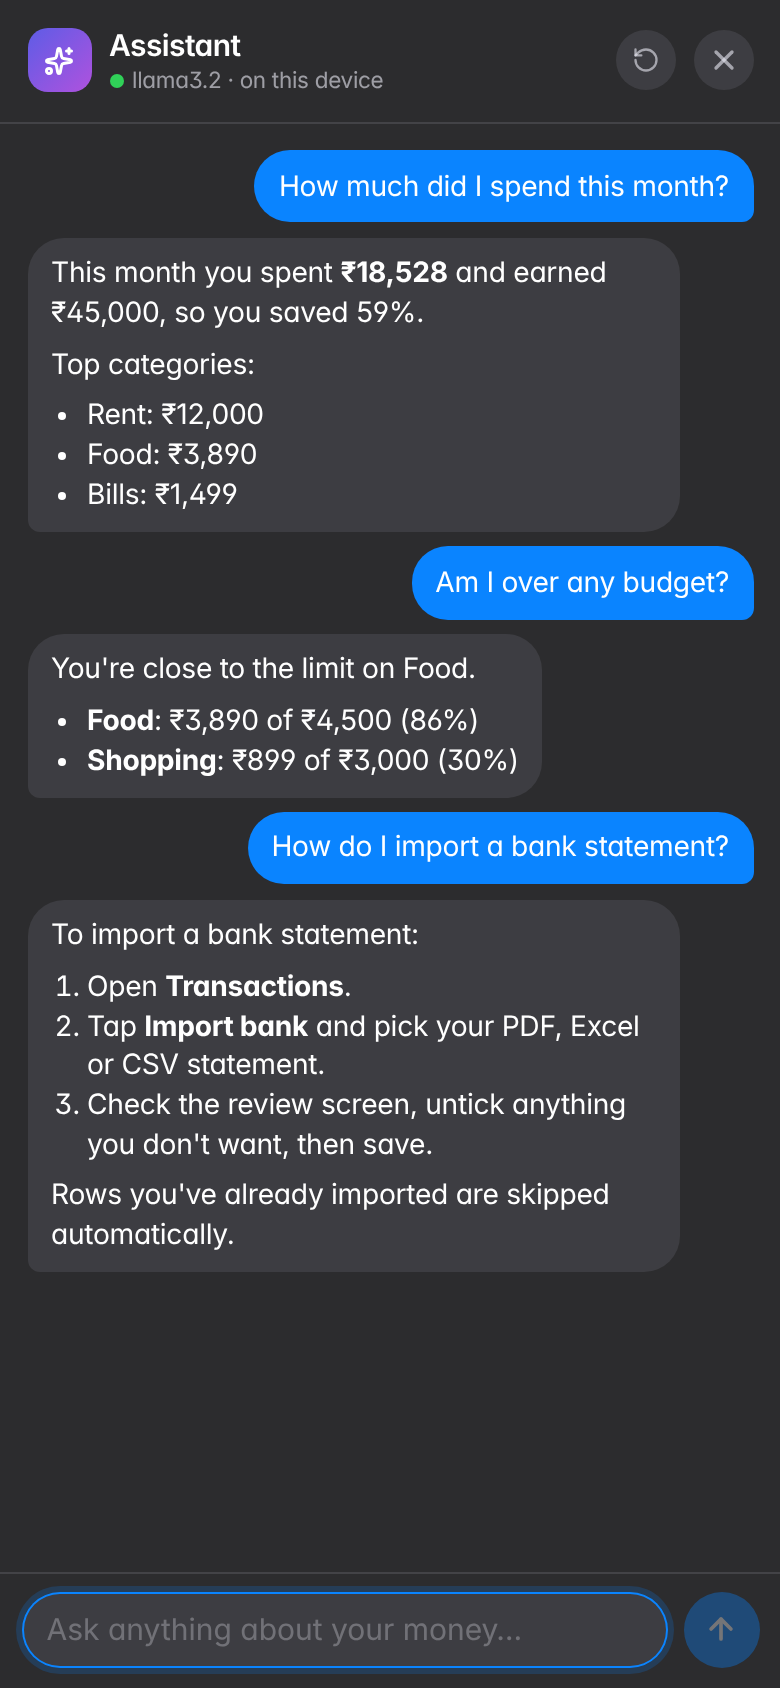 Assistant
llama3.2 · on this device
How much did I spend this month?
This month you spent ₹18,528 and earned
₹45,000, so you saved 59%.
Top categories:
• Rent: ₹12,000
• Food: ₹3,890
• Bills: ₹1,499
Am I over any budget?
You're close to the limit on Food.
• Food: ₹3,890 of ₹4,500 (86%)
• Shopping: ₹899 of ₹3,000 (30%)
How do I import a bank statement?
To import a bank statement:
1. Open Transactions.
2. Tap Import bank and pick your PDF, Excel
or CSV statement.
3. Check the review screen, untick anything
you don't want, then save.
Rows you've already imported are skipped
automatically.
Ask anything about your money...